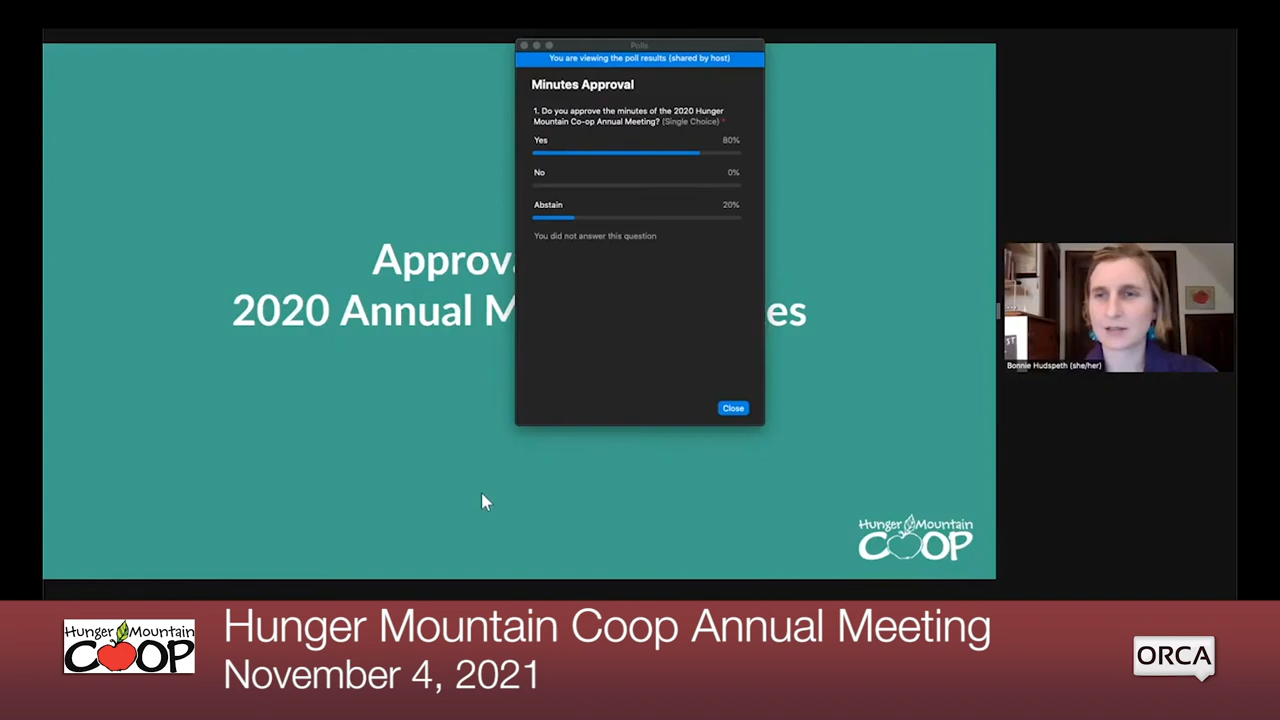 Polls
You are viewing the poll results (shared by host)
Minutes Approval
1. Do you approve the minutes of the 2020 Hunger
Mountain Co-op Annual Meeting? (Single Choice) *
Yes 80%
No 0%
Abstain 20%
You did not answer this question
Close
Approv
2020 Annual M es
Bonnie Hudspeth (she/her)
Hunger Mountain
COOP
Hunger Mountain
COOP
Hunger Mountain Coop Annual Meeting
November 4, 2021
ORCA